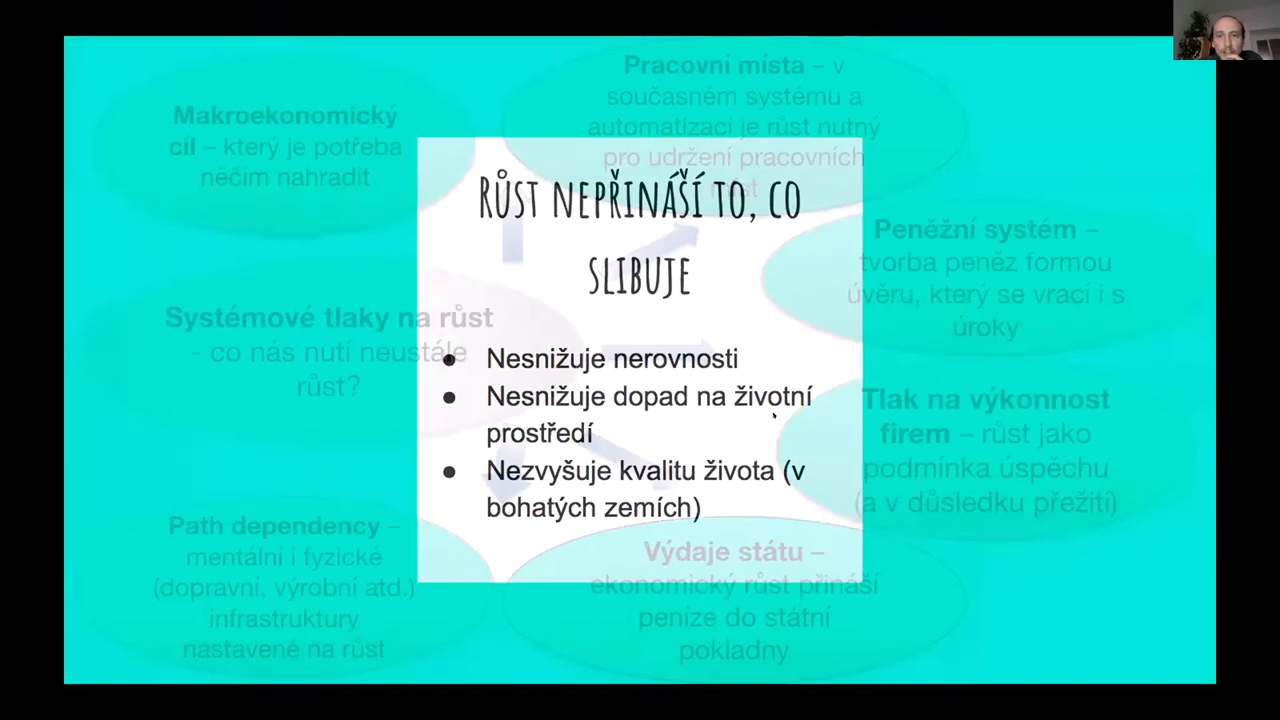 Makroekonomický
cíl – který je potřeba
něčím nahradit
Pracovní místa – v
současném systému a
automatizaci je růst nutný
pro udržení pracovních
Růst nepřináší to, co
slibuje
Nesnižuje nerovnosti
Nesnižuje dopad na životní
prostředí
Nezvyšuje kvalitu života (v
bohatých zemích)
Systémové tlaky na růst
- co nás nutí neustále
růst?
Peněžní systém –
tvorba peněz formou
úvěru, který se vrací i s
úroky
Tlak na výkonnost
firem – růst jako
podmínka úspěchu
(a v důsledku přežití)
Path dependency –
mentální i fyzické
(dopravní, výrobní atd.)
infrastruktury
nastavené na růst
Výdaje státu –
ekonomický růst přináší
peníze do státní
pokladny